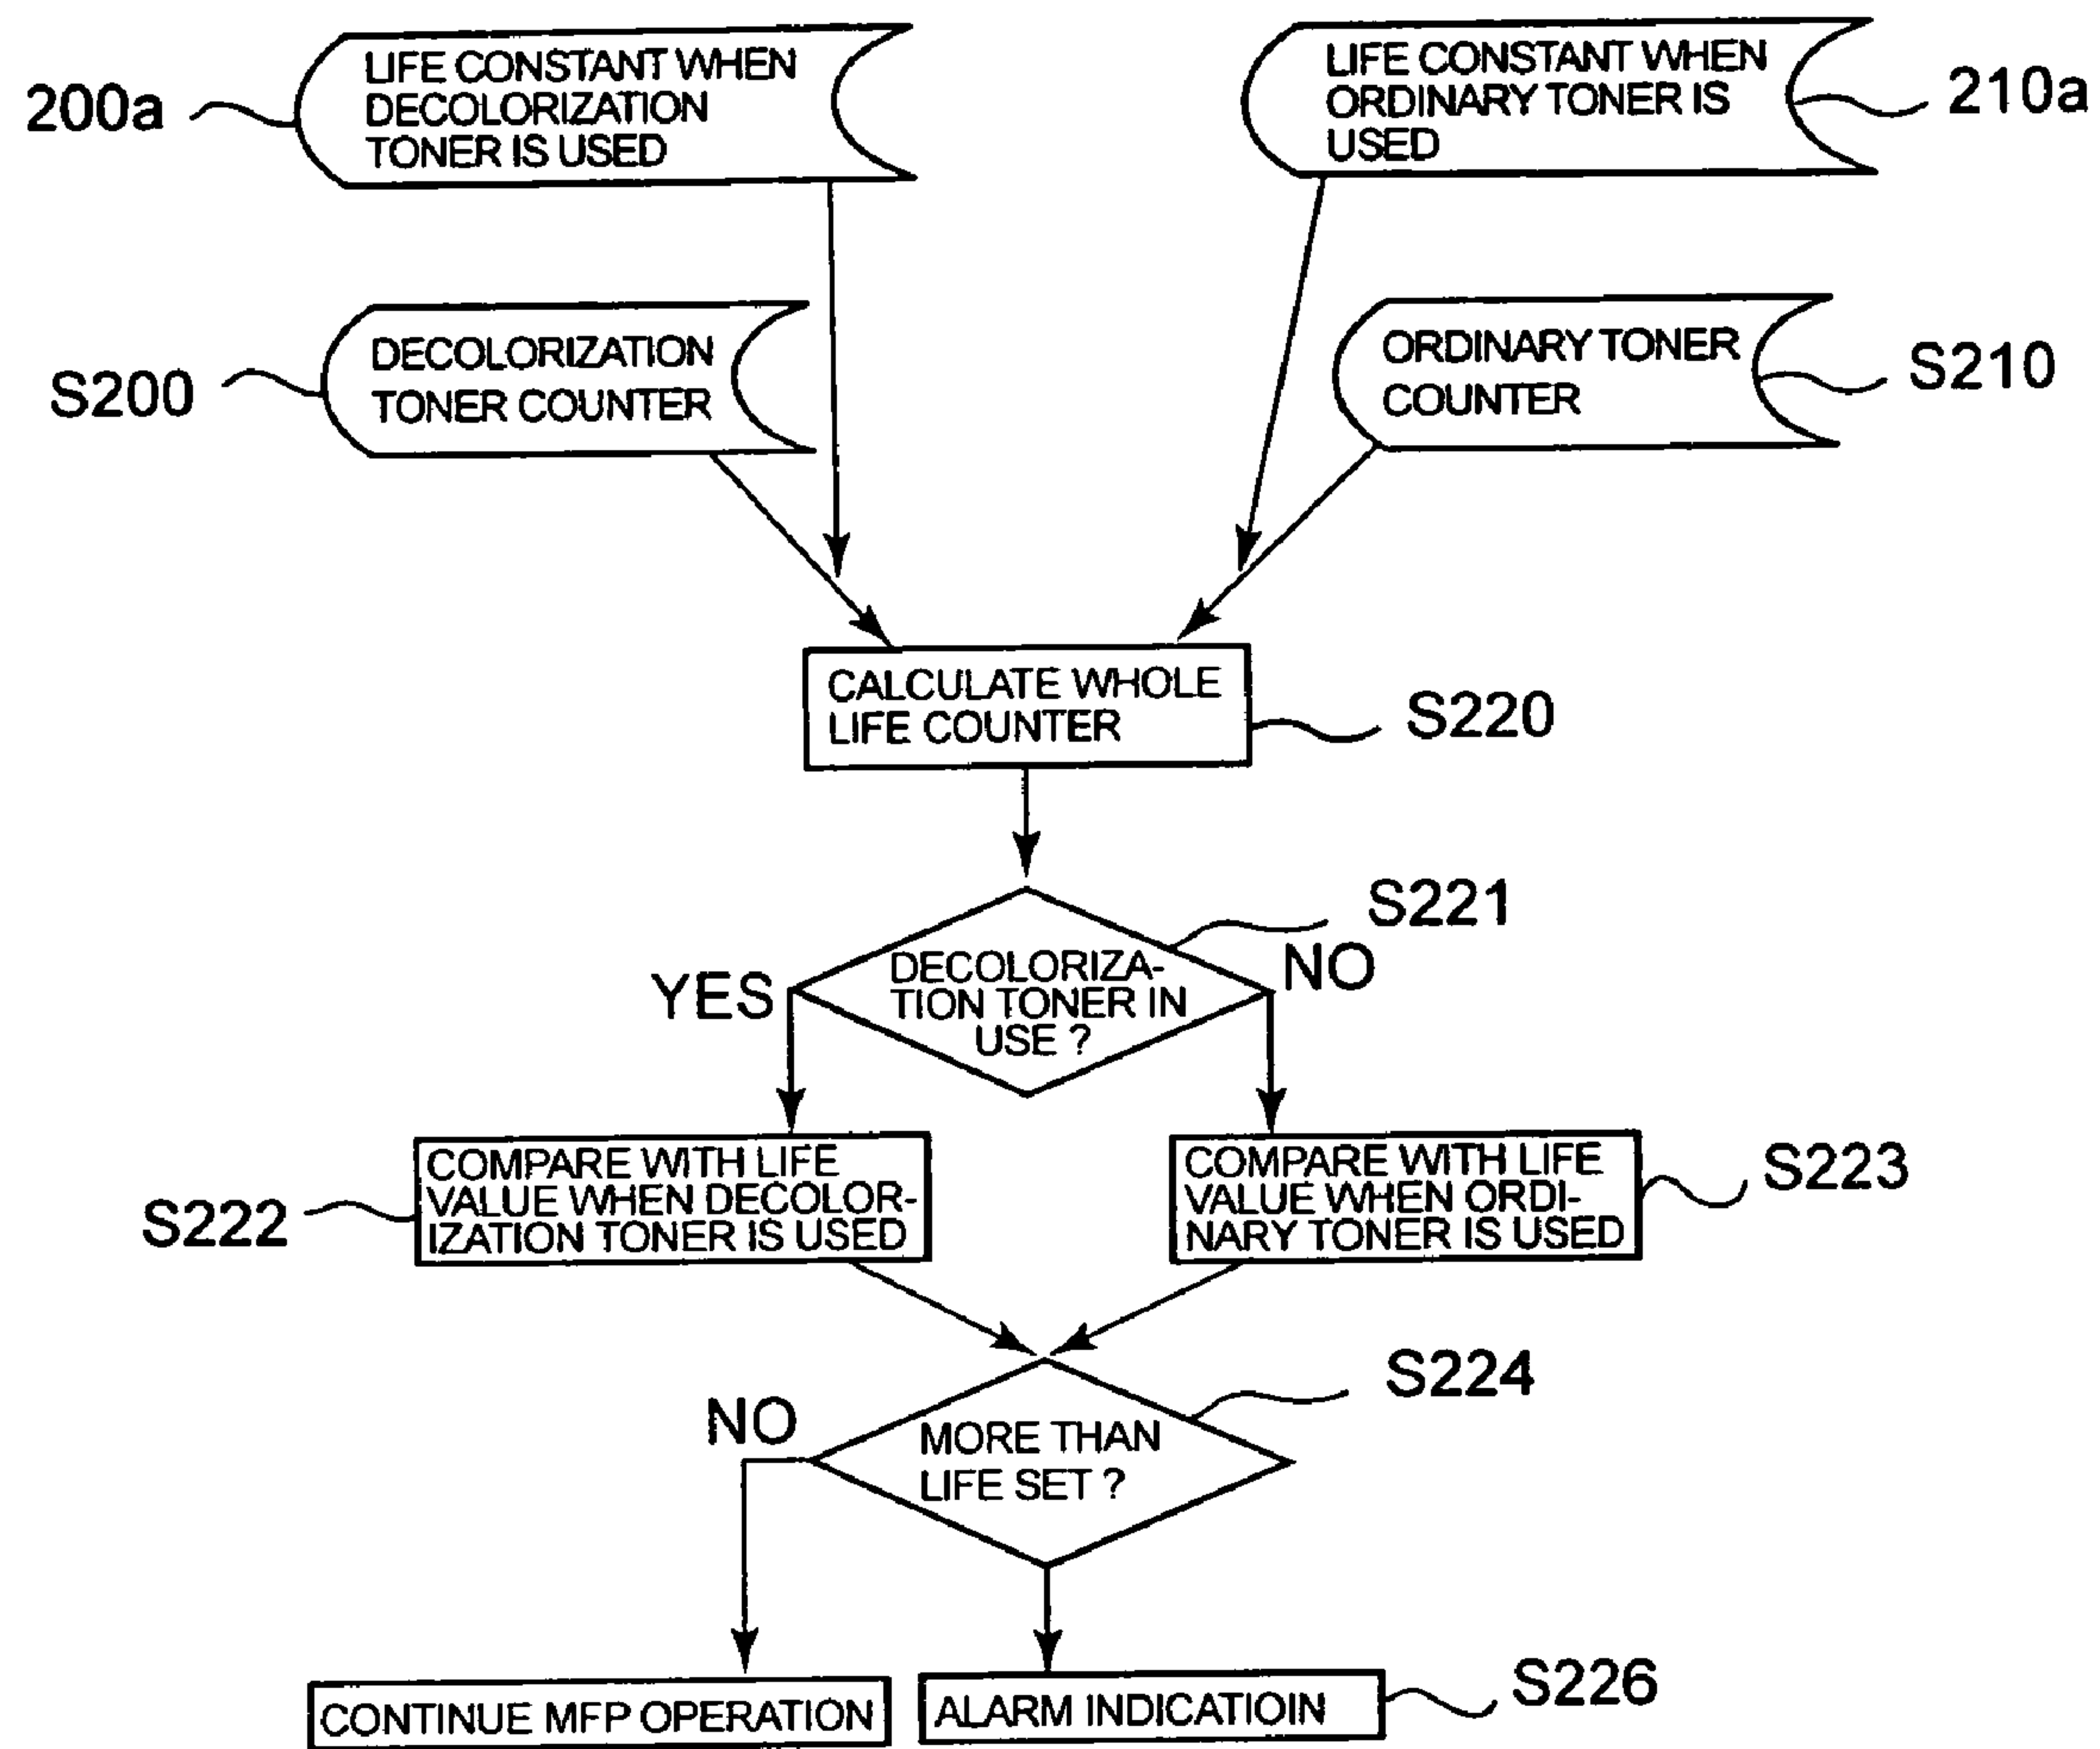 200a
LIFE CONSTANT WHEN
DECOLORIZATION
TONER IS USED
LIFE CONSTANT WHEN
ORDINARY TONER IS
USED
210a
S200
DECOLORIZATION
TONER COUNTER
ORDINARY TONER
COUNTER
S210
CALCULATE WHOLE
LIFE COUNTER
S220
S221
YES
DECOLORIZA-
TION TONER IN
USE ?
NO
S222
COMPARE WITH LIFE
VALUE WHEN DECOLOR-
IZATION TONER IS USED
COMPARE WITH LIFE
VALUE WHEN ORDI-
NARY TONER IS USED
S223
S224
NO
MORE THAN
LIFE SET ?
CONTINUE MFP OPERATION
ALARM INDICATIOIN
S226